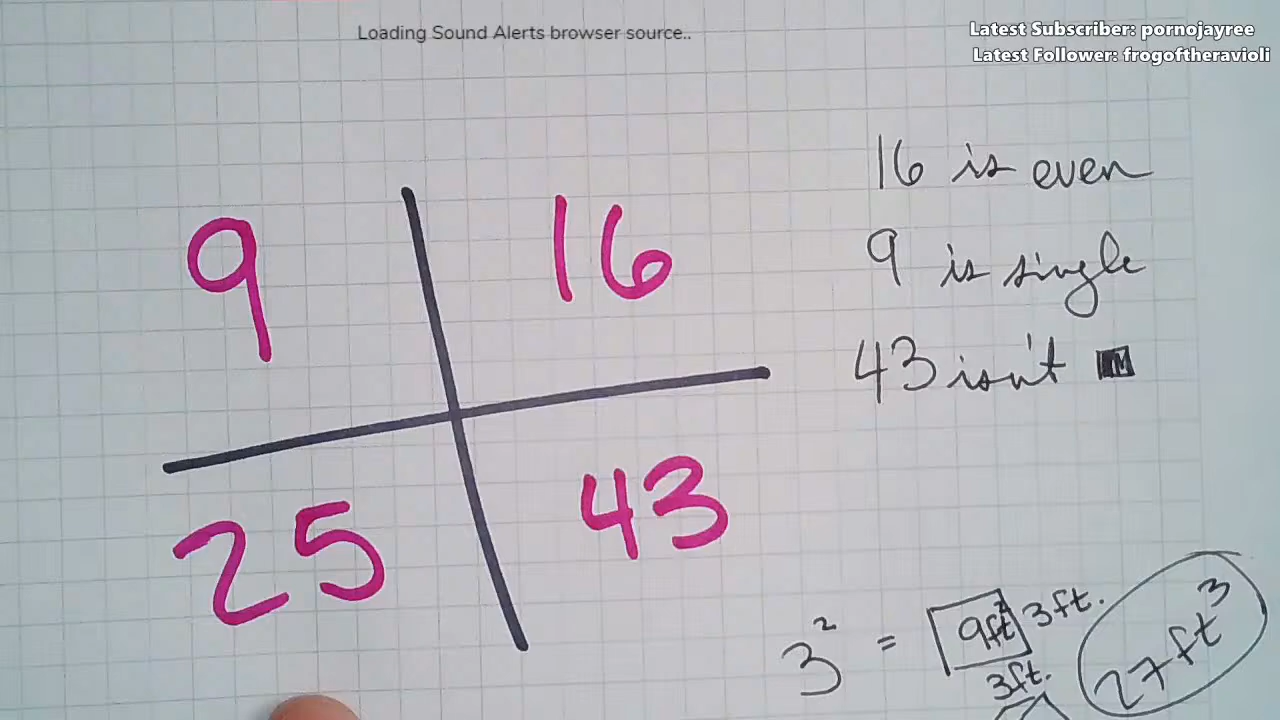 Loading Sound Alerts browser source..
Latest Subscriber: pornojayree
Latest Follower: frogoftheravioli
9
16
25
43
16 is even
9 is single
43 isn't
3² = 9ft² 3ft.
3ft.
27ft³